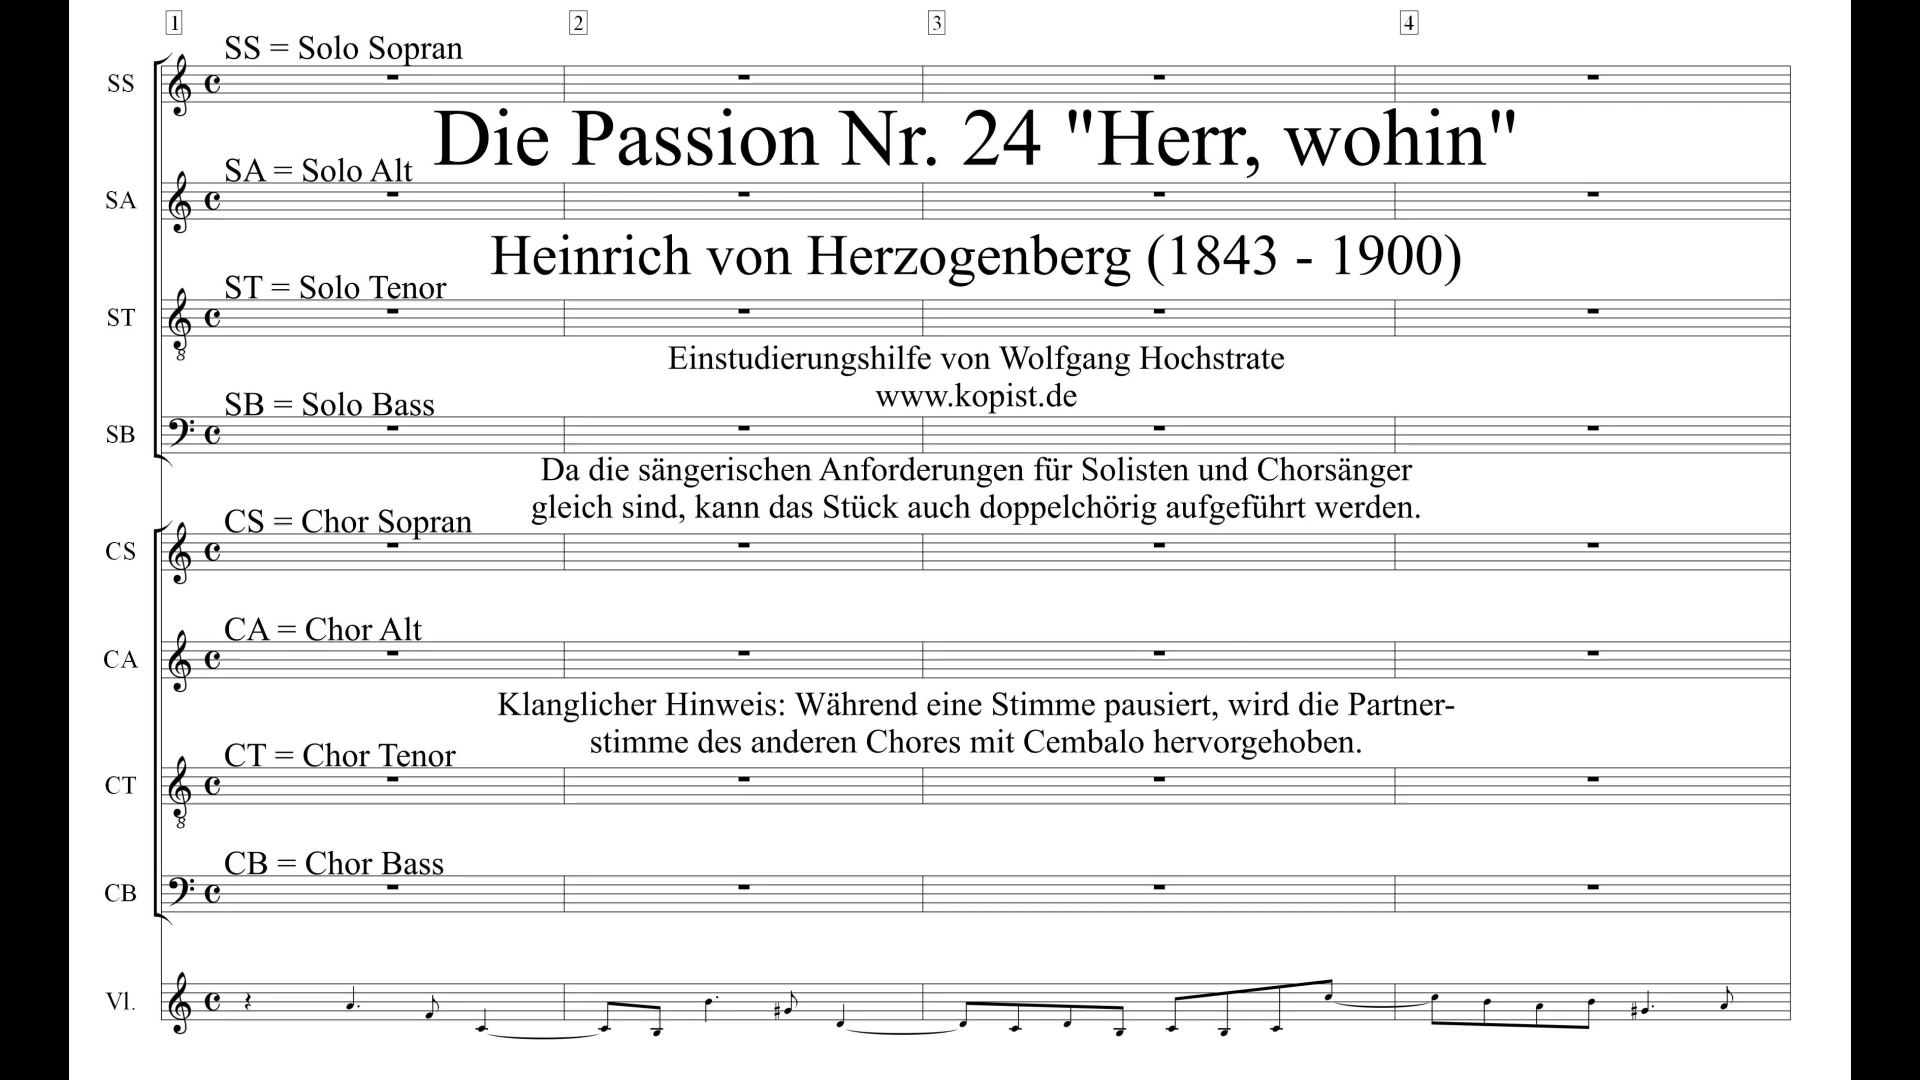 1 2 3 4
SS = Solo Sopran
SS
Die Passion Nr. 24 "Herr, wohin"
SA = Solo Alt
SA
Heinrich von Herzogenberg (1843 - 1900)
ST = Solo Tenor
ST
8
Einstudierungshilfe von Wolfgang Hochstrate
www.kopist.de
SB = Solo Bass
SB
Da die sängerischen Anforderungen für Solisten und Chorsänger
gleich sind, kann das Stück auch doppelchörig aufgeführt werden.
CS = Chor Sopran
CS
CA = Chor Alt
CA
Klanglicher Hinweis: Während eine Stimme pausiert, wird die Partner-
stimme des anderen Chores mit Cembalo hervorgehoben.
CT = Chor Tenor
CT
8
CB = Chor Bass
CB
Vl.